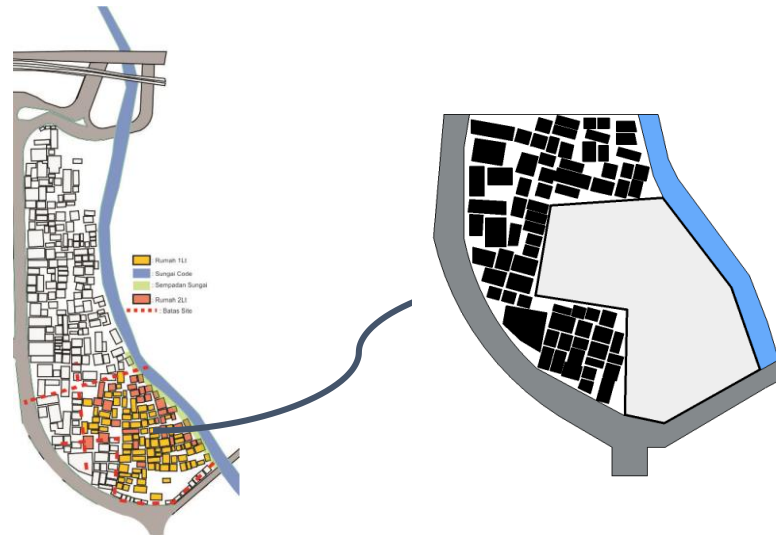 Rumah 1Lt
: Sungai Code
: Sempadan Sungai
Rumah 2Lt
: Batas Site